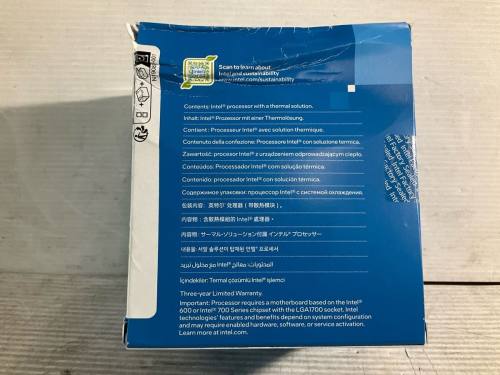 Scan to learn about
Intel and sustainability
www.intel.com/sustainability
Contents: Intel® processor with a thermal solution.
Inhalt: Intel® Prozessor mit einer Thermolösung.
Contient : Processeur Intel® avec solution thermique.
Contenuto della confezione: Processore Intel® con soluzione termica.
Zawartość: procesor Intel® z urządzeniem odprowadzającym ciepło.
Conteúdos: Processador Intel® com solução térmica.
Contenido: procesador Intel® con solución térmica.
Содержимое упаковки: процессор Intel® с системой охлаждения.
包装内容: 英特尔® 处理器 (带散热模块)。
內容物: 含散熱模組的 Intel® 處理器。
内容物: サーマル・ソリューション付属 インテル® プロセッサー
내용물: 서멀 솔루션이 탑재된 인텔® 프로세서
المحتويات: معالج Intel® مع محلول تبريد
İçindekiler: Termal çözümlü Intel® işlemci
Three-year Limited Warranty.
Important: Processor requires a motherboard based on the Intel®
600 or Intel® 700 Series chipset with the LGA1700 socket. Intel
technologies' features and benefits depend on system configuration
and may require enabled hardware, software, or service activation.
Learn more at intel.com.
Intel Factory Sealed